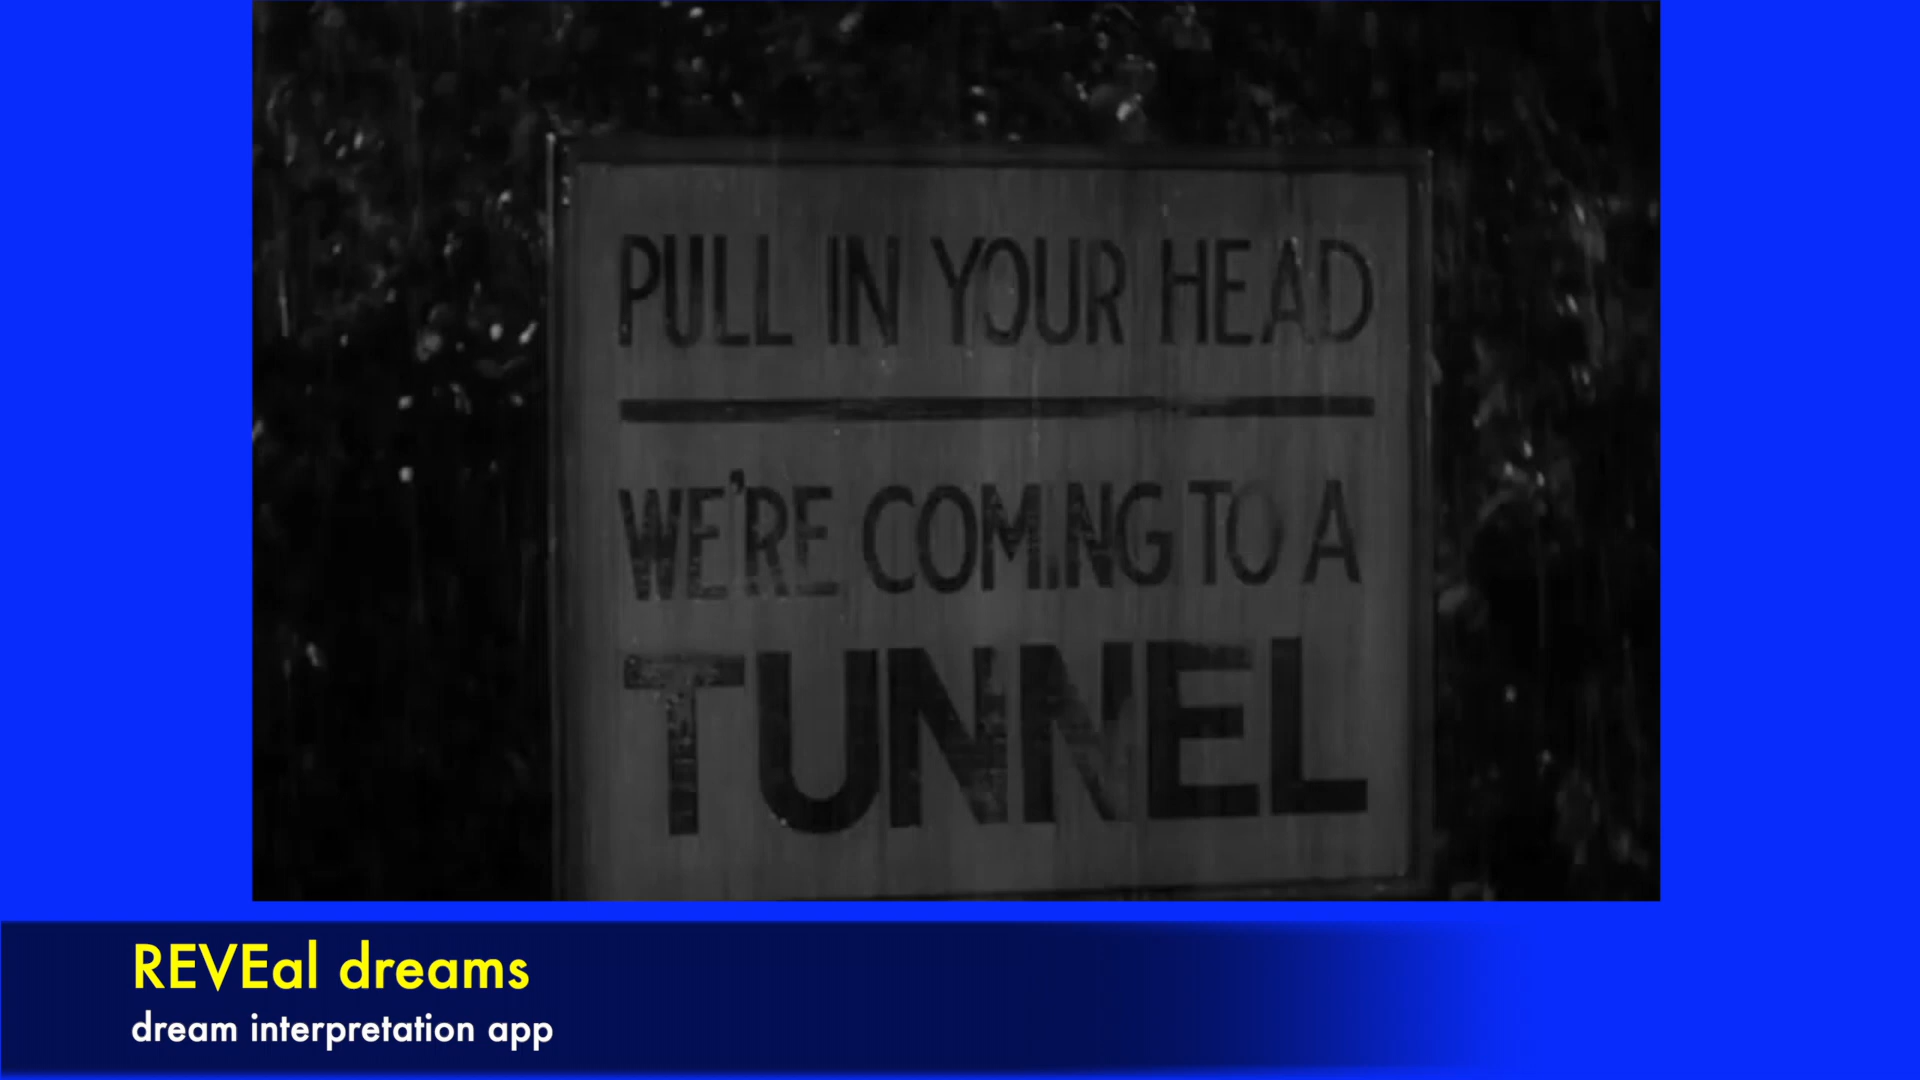 PULL IN YOUR HEAD
WE'RE COMING TO A
TUNNEL
REVEal dreams
dream interpretation app